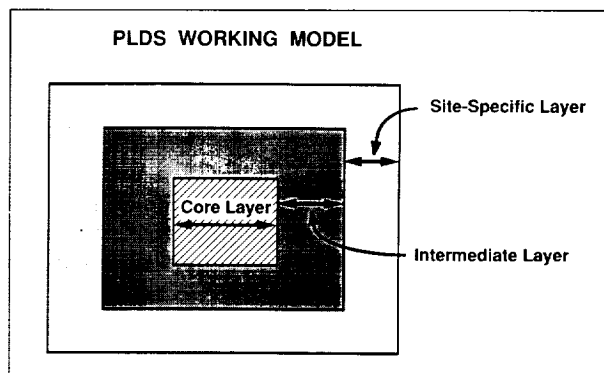 PLDS WORKING MODEL
Site-Specific Layer
Core Layer
Intermediate Layer